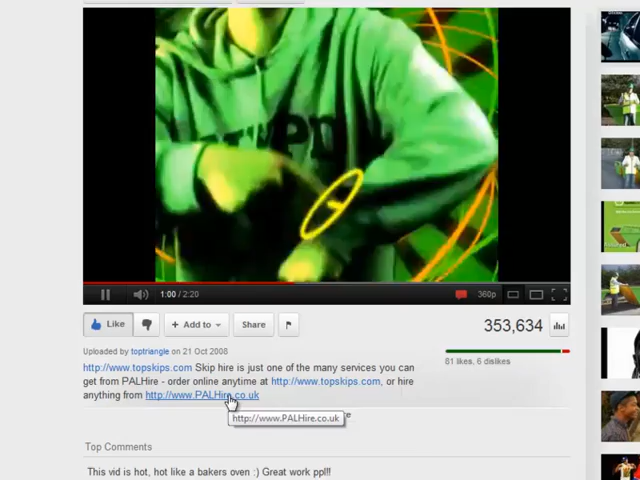 1:00 / 2:20
360p
Like
Add to
Share
353,634
Uploaded by toptriangle on 21 Oct 2008
61 likes, 6 dislikes
http://www.topskips.com Skip hire is just one of the many services you can
get from PALHire - order online anytime at http://www.topskips.com, or hire
anything from http://www.PALHire.co.uk
http://www.PALHire.co.uk
Top Comments
This vid is hot, hot like a bakers oven :) Great work ppl!!